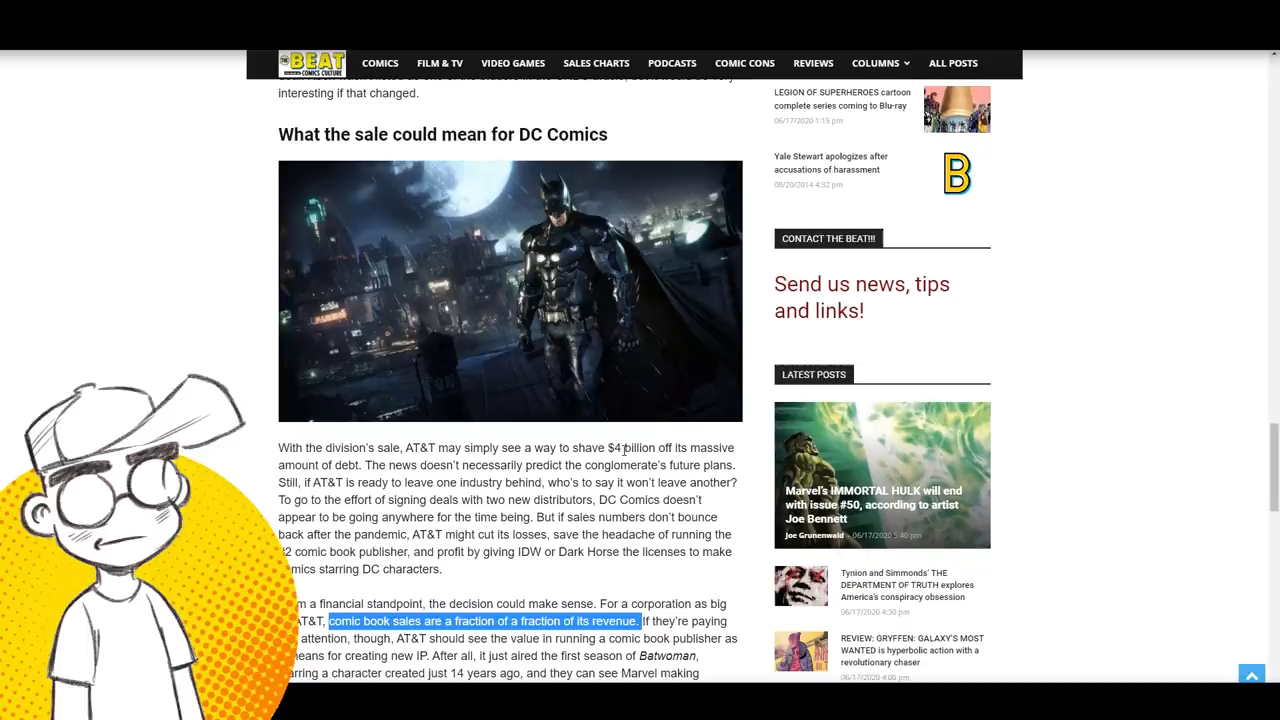 THE BEAT
COMICS CULTURE
COMICS
FILM & TV
VIDEO GAMES
SALES CHARTS
PODCASTS
COMIC CONS
REVIEWS
COLUMNS
ALL POSTS
interesting if that changed.
What the sale could mean for DC Comics
With the division's sale, AT&T may simply see a way to shave $4 billion off its massive
amount of debt. The news doesn't necessarily predict the conglomerate's future plans.
Still, if AT&T is ready to leave one industry behind, who's to say it won't leave another?
To go to the effort of signing deals with two new distributors, DC Comics doesn't
appear to be going anywhere for the time being. But if sales numbers don't bounce
back after the pandemic, AT&T might cut its losses, save the headache of running the
#2 comic book publisher, and profit by giving IDW or Dark Horse the licenses to make
comics starring DC characters.
a financial standpoint, the decision could make sense. For a corporation as big
AT&T, comic book sales are a fraction of a fraction of its revenue. If they're paying
attention, though, AT&T should see the value in running a comic book publisher as
means for creating new IP. After all, it just aired the first season of Batwoman,
starring a character created just 14 years ago, and they can see Marvel making
LEGION OF SUPERHEROES cartoon
complete series coming to Blu-ray
06/17/2020 1:15 pm
Yale Stewart apologizes after
accusations of harassment
08/20/2014 4:32 pm
B
CONTACT THE BEAT!!!
Send us news, tips
and links!
LATEST POSTS
Marvel's IMMORTAL HULK will end
with issue #50, according to artist
Joe Bennett
Joe Grunenwald - 06/17/2020 5:40 pm
Tynion and Simmonds' THE
DEPARTMENT OF TRUTH explores
America's conspiracy obsession
06/17/2020 4:30 pm
REVIEW: GRYFFEN: GALAXY'S MOST
WANTED is hyperbolic action with a
revolutionary chaser
06/17/2020 4:00 pm